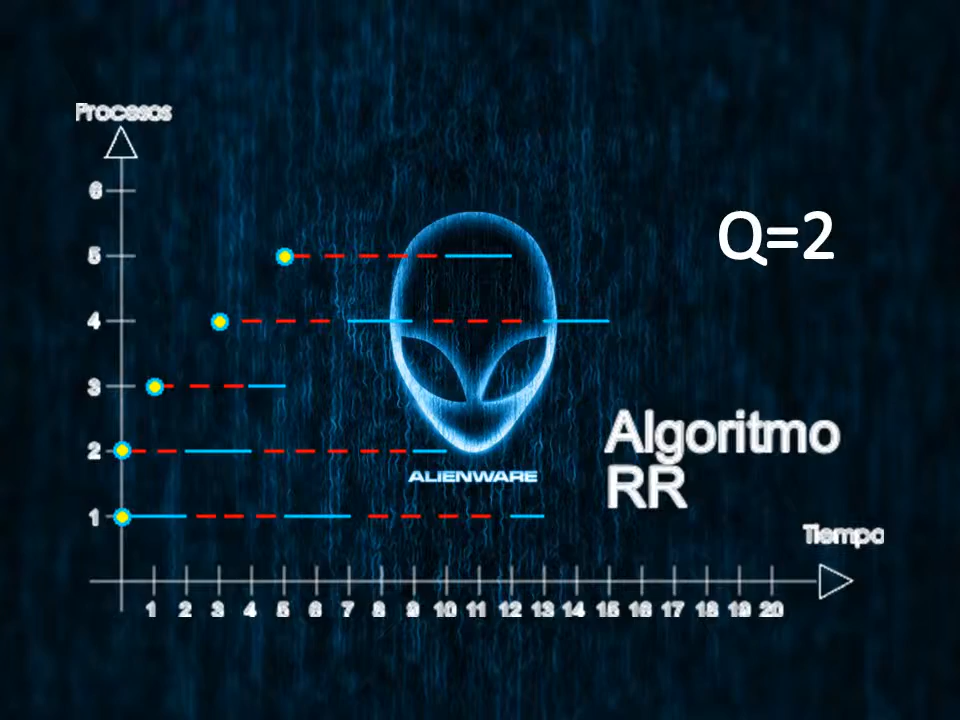 Procesos
6
5
4
3
2
1
Q=2
ALIENWARE
Algoritmo
RR
Tiempo
1 2 3 4 5 6 7 8 9 10 11 12 13 14 15 16 17 18 19 20